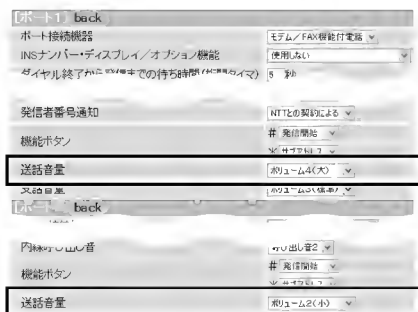 [ポート1] back
ポート接続機器 モデム／FAX機能付電話
INSナンバー・ディスプレイ／オプション機能 使用しない
ダイヤル終了から発信までの待ち時間 5 秒
発信者番号通知 NTTとの契約による
機能ボタン # 発信開始
送話音量 ボリューム4(大)
受話音量 ボリューム3(標準)
back
内線呼び出し音 呼び出し音2
機能ボタン # 発信開始
送話音量 ボリューム2(小)